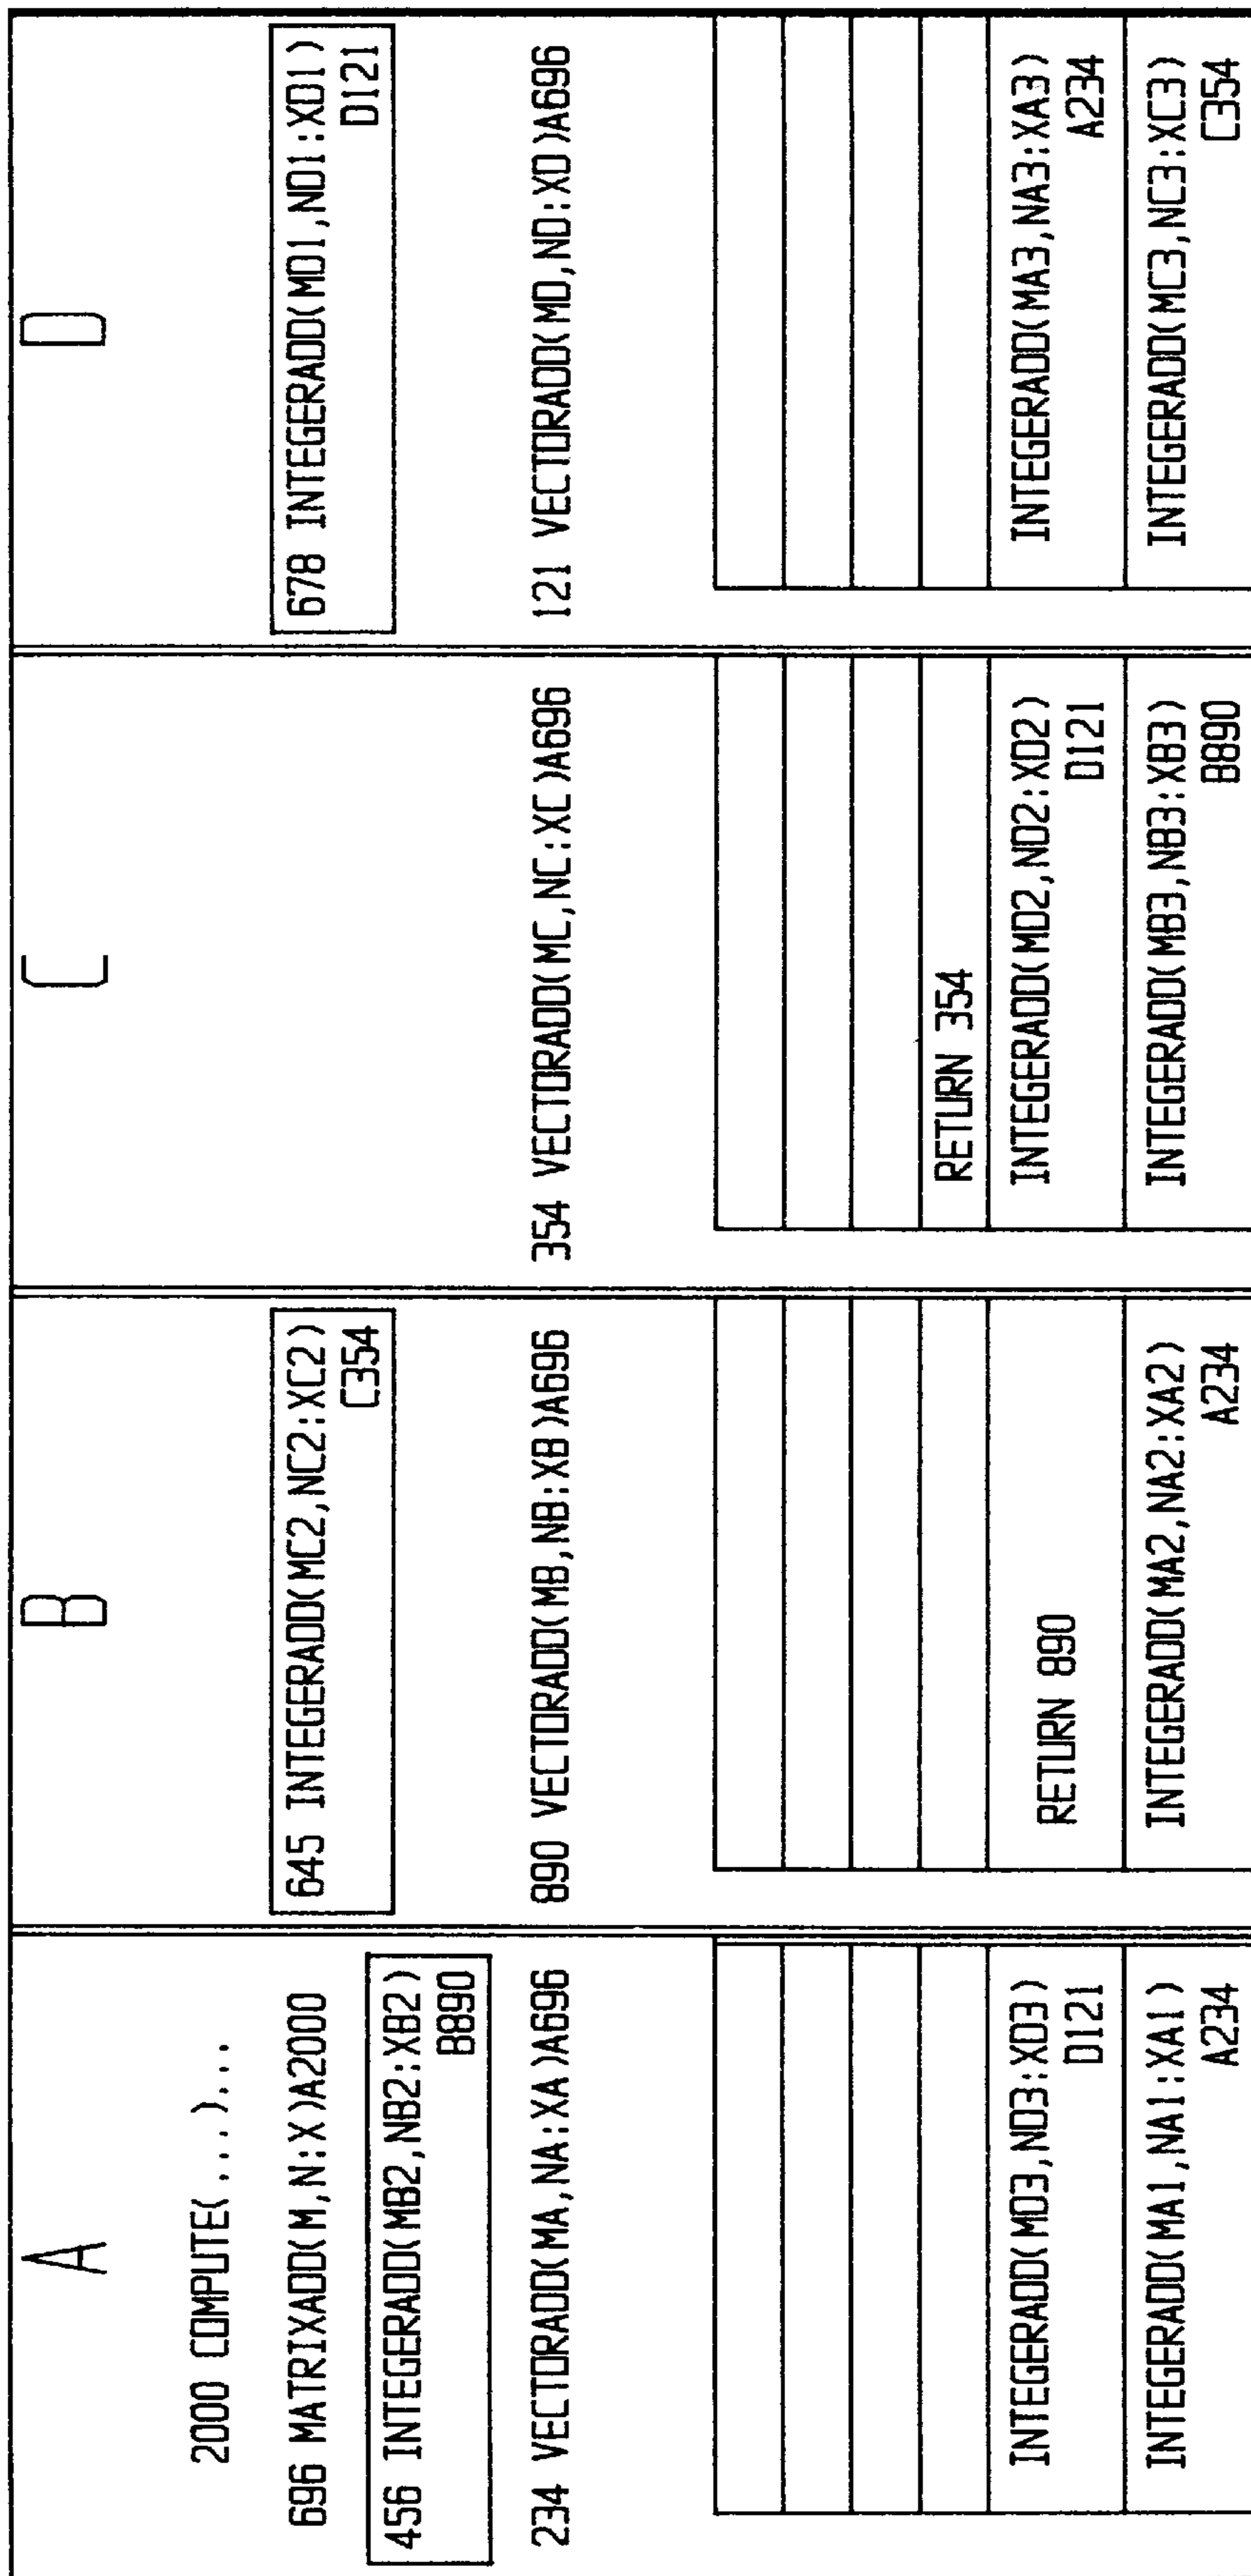 A
2000 COMPUTE(...)...
696 MATRIXADD(M,N:X)A2000
456 INTEGERADD(MB2,NB2:XB2)
B890
234 VECTORADD(MA,NA:XA)A696
INTEGERADD(MD3,ND3:XD3)
D121
INTEGERADD(MA1,NA1:XA1)
A234
B
645 INTEGERADD(MC2,NC2:XC2)
C354
890 VECTORADD(MB,NB:XB)A696
RETURN 890
INTEGERADD(MA2,NA2:XA2)
A234
C
354 VECTORADD(MC,NC:XC)A696
RETURN 354
INTEGERADD(MD2,ND2:XD2)
D121
INTEGERADD(MB3,NB3:XB3)
B890
D
678 INTEGERADD(MD1,ND1:XD1)
D121
121 VECTORADD(MD,ND:XD)A696
INTEGERADD(MA3,NA3:XA3)
A234
INTEGERADD(MC3,NC3:XC3)
C354